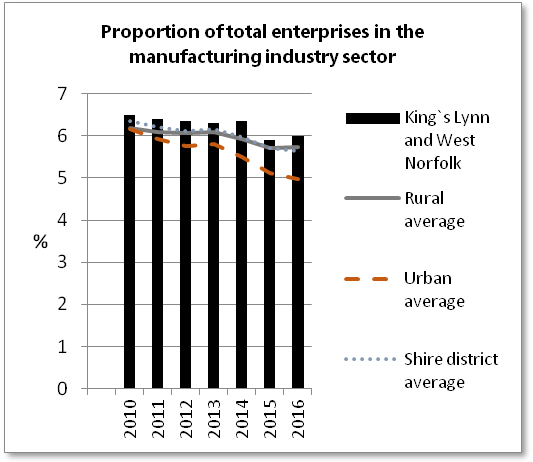 Proportion of total enterprises in the
manufacturing industry sector
7
6
5
4
3
2
1
0
%
2010
2011
2012
2013
2014
2015
2016
King`s Lynn
and West
Norfolk
Rural
average
Urban
average
Shire district
average